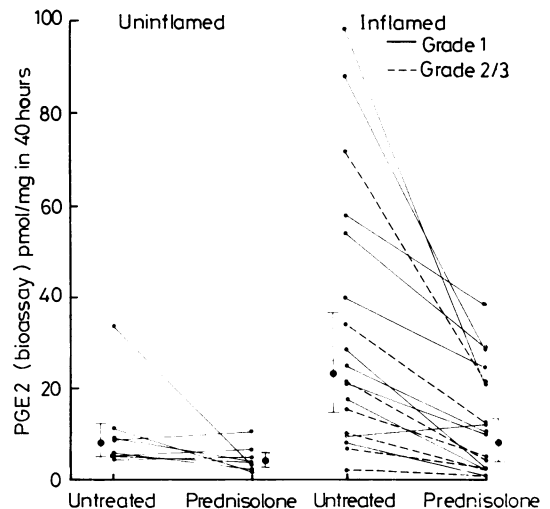 PGE2 (bioassay) pmol/mg in 40 hours
100
80
60
40
20
0
Uninflamed
Inflamed
Grade 1
Grade 2/3
Untreated Prednisolone Untreated Prednisolone